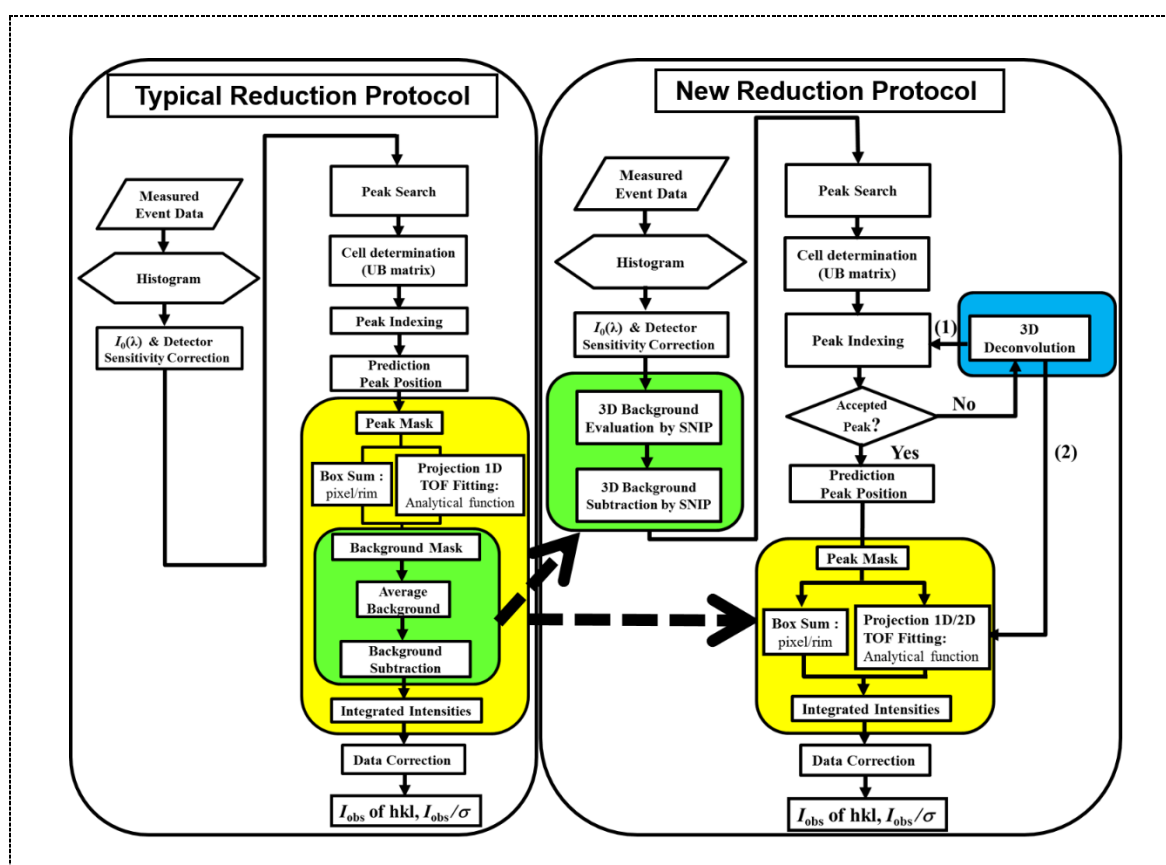 Typical Reduction Protocol
Measured
Event Data
Histogram
I₀(λ) & Detector
Sensitivity Correction
Peak Search
Cell determination
(UB matrix)
Peak Indexing
Prediction
Peak Position
Peak Mask
Box Sum :
pixel/rim
Projection 1D
TOF Fitting:
Analytical function
Background Mask
Average
Background
Background
Subtraction
Integrated Intensities
Data Correction
I_obs of hkl, I_obs/σ
New Reduction Protocol
Measured
Event Data
Histogram
I₀(λ) & Detector
Sensitivity Correction
3D Background
Evaluation by SNIP
3D Background
Subtraction by SNIP
Peak Search
Cell determination
(UB matrix)
Peak Indexing
(1)
3D
Deconvolution
Accepted
Peak?
No
Yes
(2)
Prediction
Peak Position
Peak Mask
Box Sum :
pixel/rim
Projection 1D/2D
TOF Fitting:
Analytical function
Integrated Intensities
Data Correction
I_obs of hkl, I_obs/σ